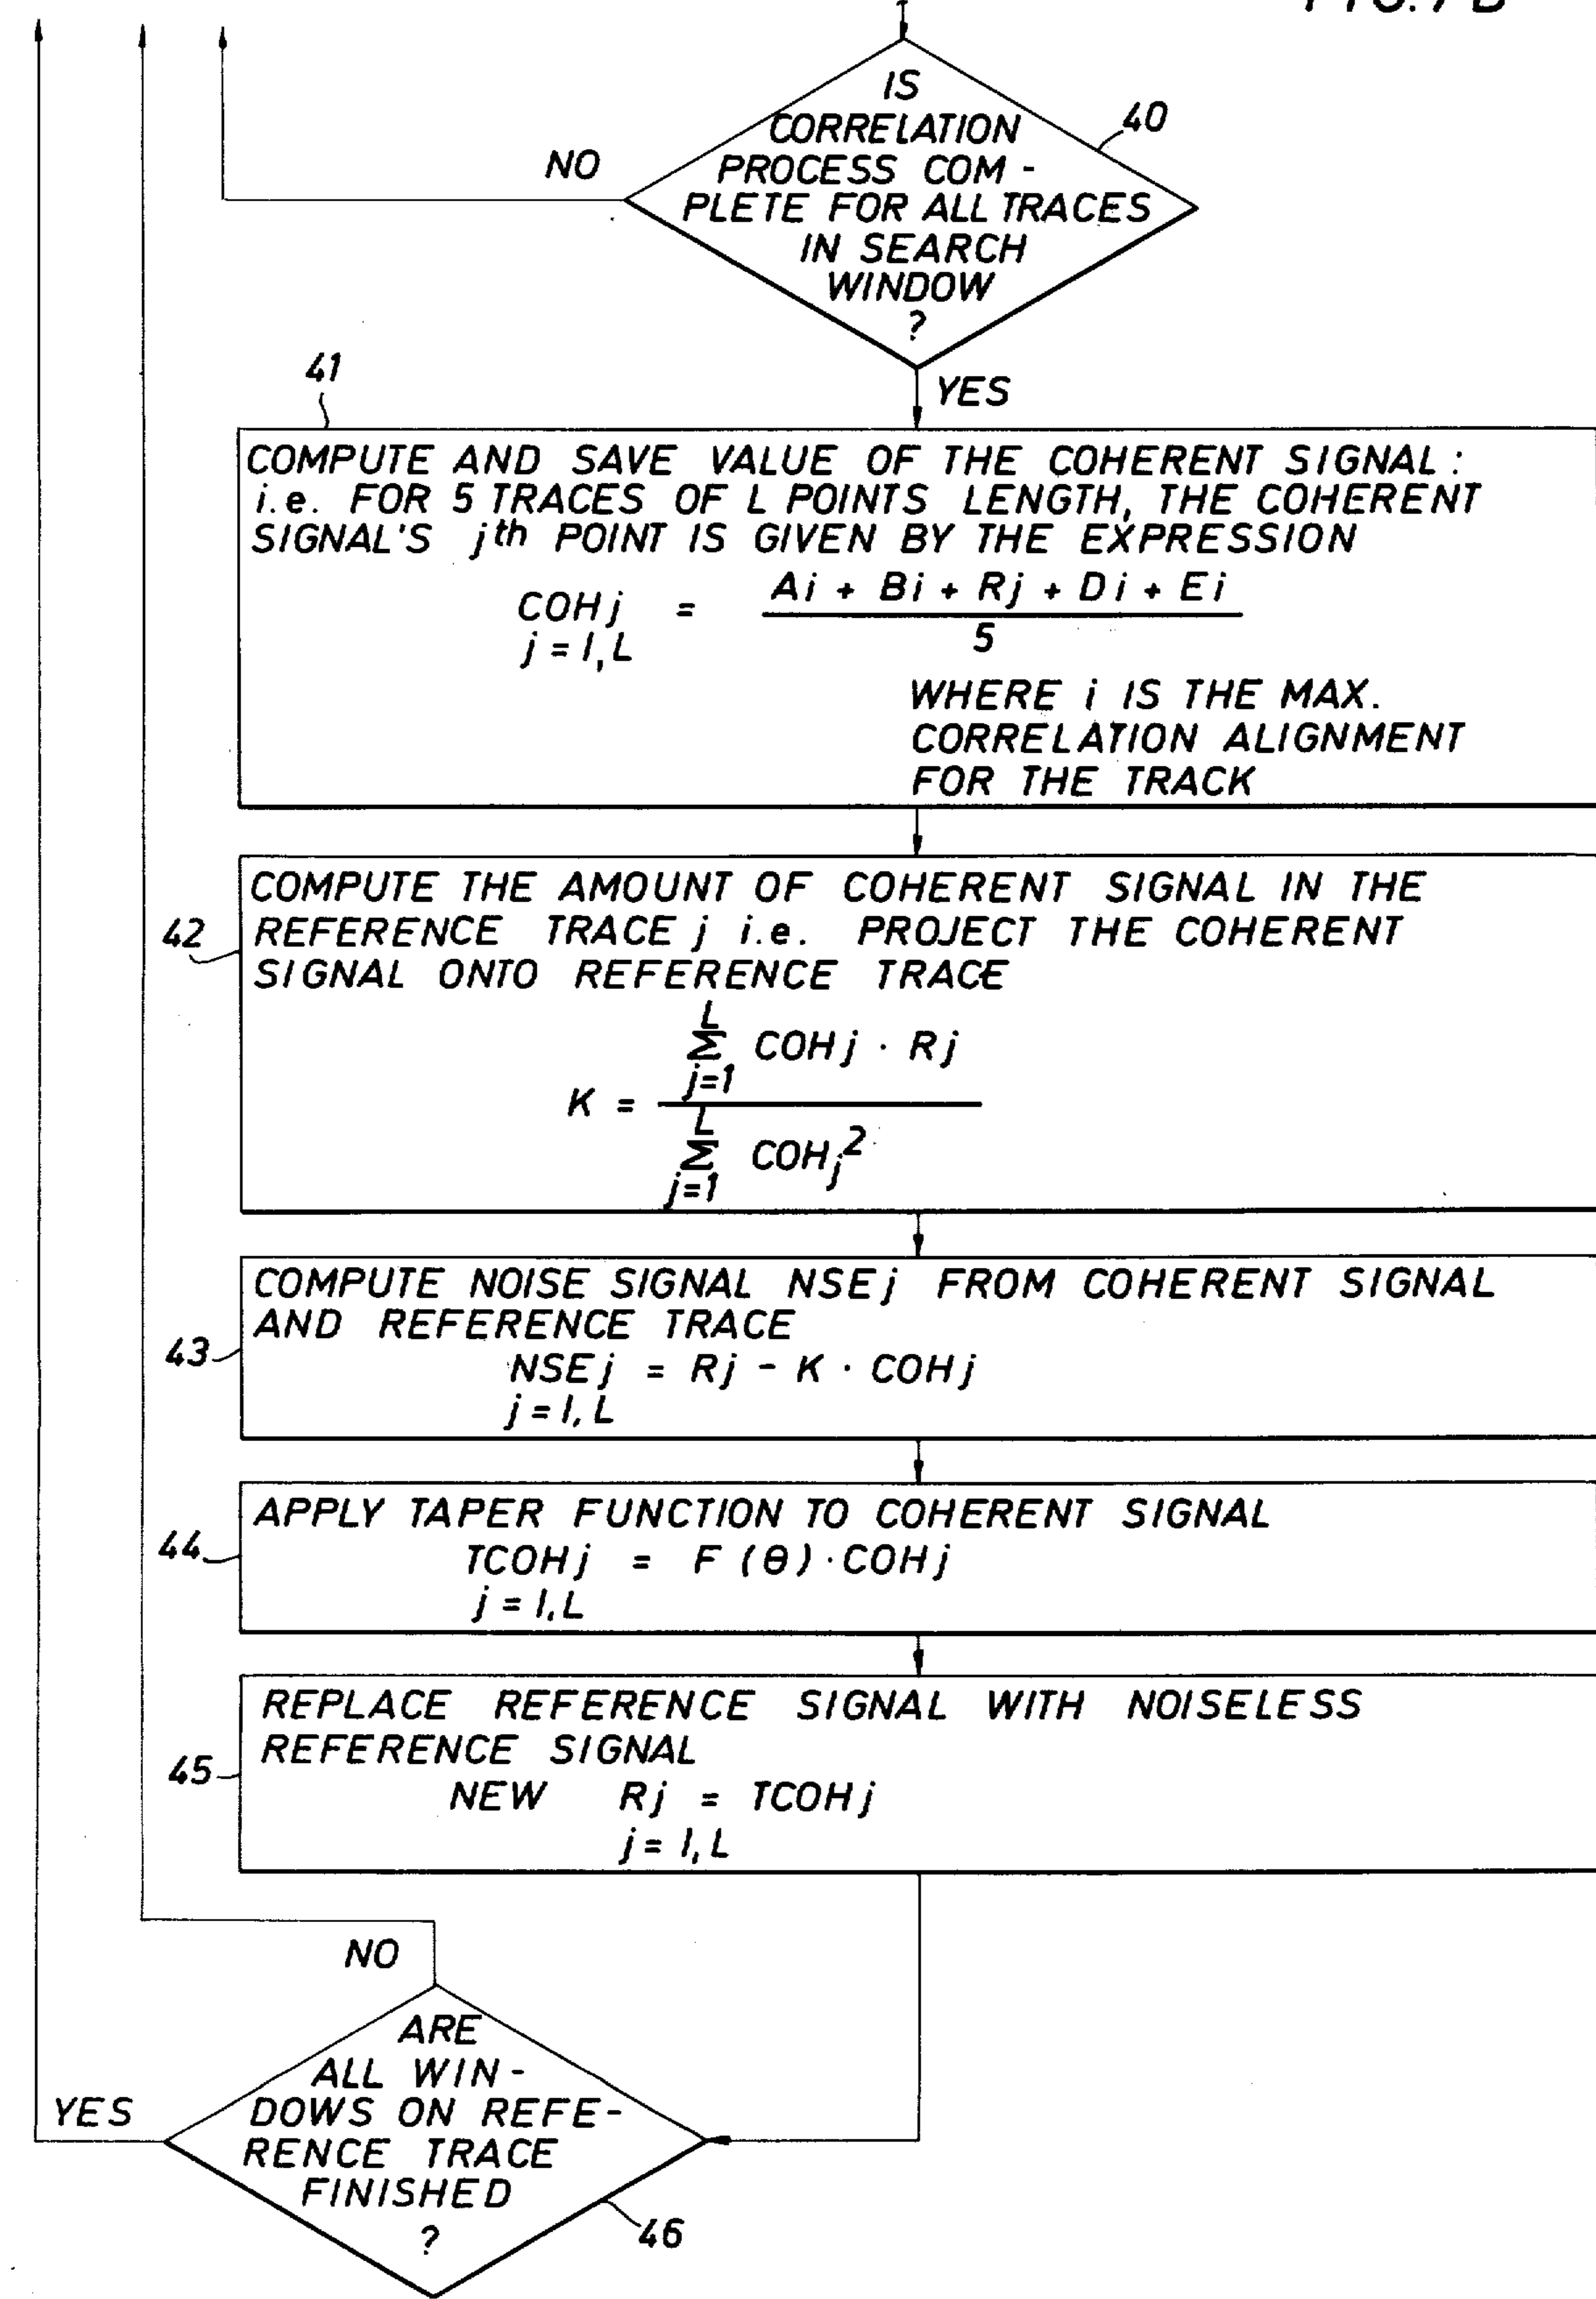 FIG. 7B
IS
CORRELATION
PROCESS COM -
PLETE FOR ALL TRACES
IN SEARCH
WINDOW
?
40
NO
YES
41
COMPUTE AND SAVE VALUE OF THE COHERENT SIGNAL :
i.e. FOR 5 TRACES OF L POINTS LENGTH, THE COHERENT
SIGNAL'S jth POINT IS GIVEN BY THE EXPRESSION
COHj = Ai + Bi + Rj + Di + Ei
5
j = 1, L
WHERE i IS THE MAX.
CORRELATION ALIGNMENT
FOR THE TRACK
42
COMPUTE THE AMOUNT OF COHERENT SIGNAL IN THE
REFERENCE TRACE j i.e. PROJECT THE COHERENT
SIGNAL ONTO REFERENCE TRACE
L
Σ COHj · Rj
j=1
K =
L
Σ COHj²
j=1
43
COMPUTE NOISE SIGNAL NSEj FROM COHERENT SIGNAL
AND REFERENCE TRACE
NSEj = Rj - K · COHj
j = 1, L
44
APPLY TAPER FUNCTION TO COHERENT SIGNAL
TCOHj = F (θ) · COHj
j = 1, L
45
REPLACE REFERENCE SIGNAL WITH NOISELESS
REFERENCE SIGNAL
NEW Rj = TCOHj
j = 1, L
NO
YES
ARE
ALL WIN -
DOWS ON REFE -
RENCE TRACE
FINISHED
?
46